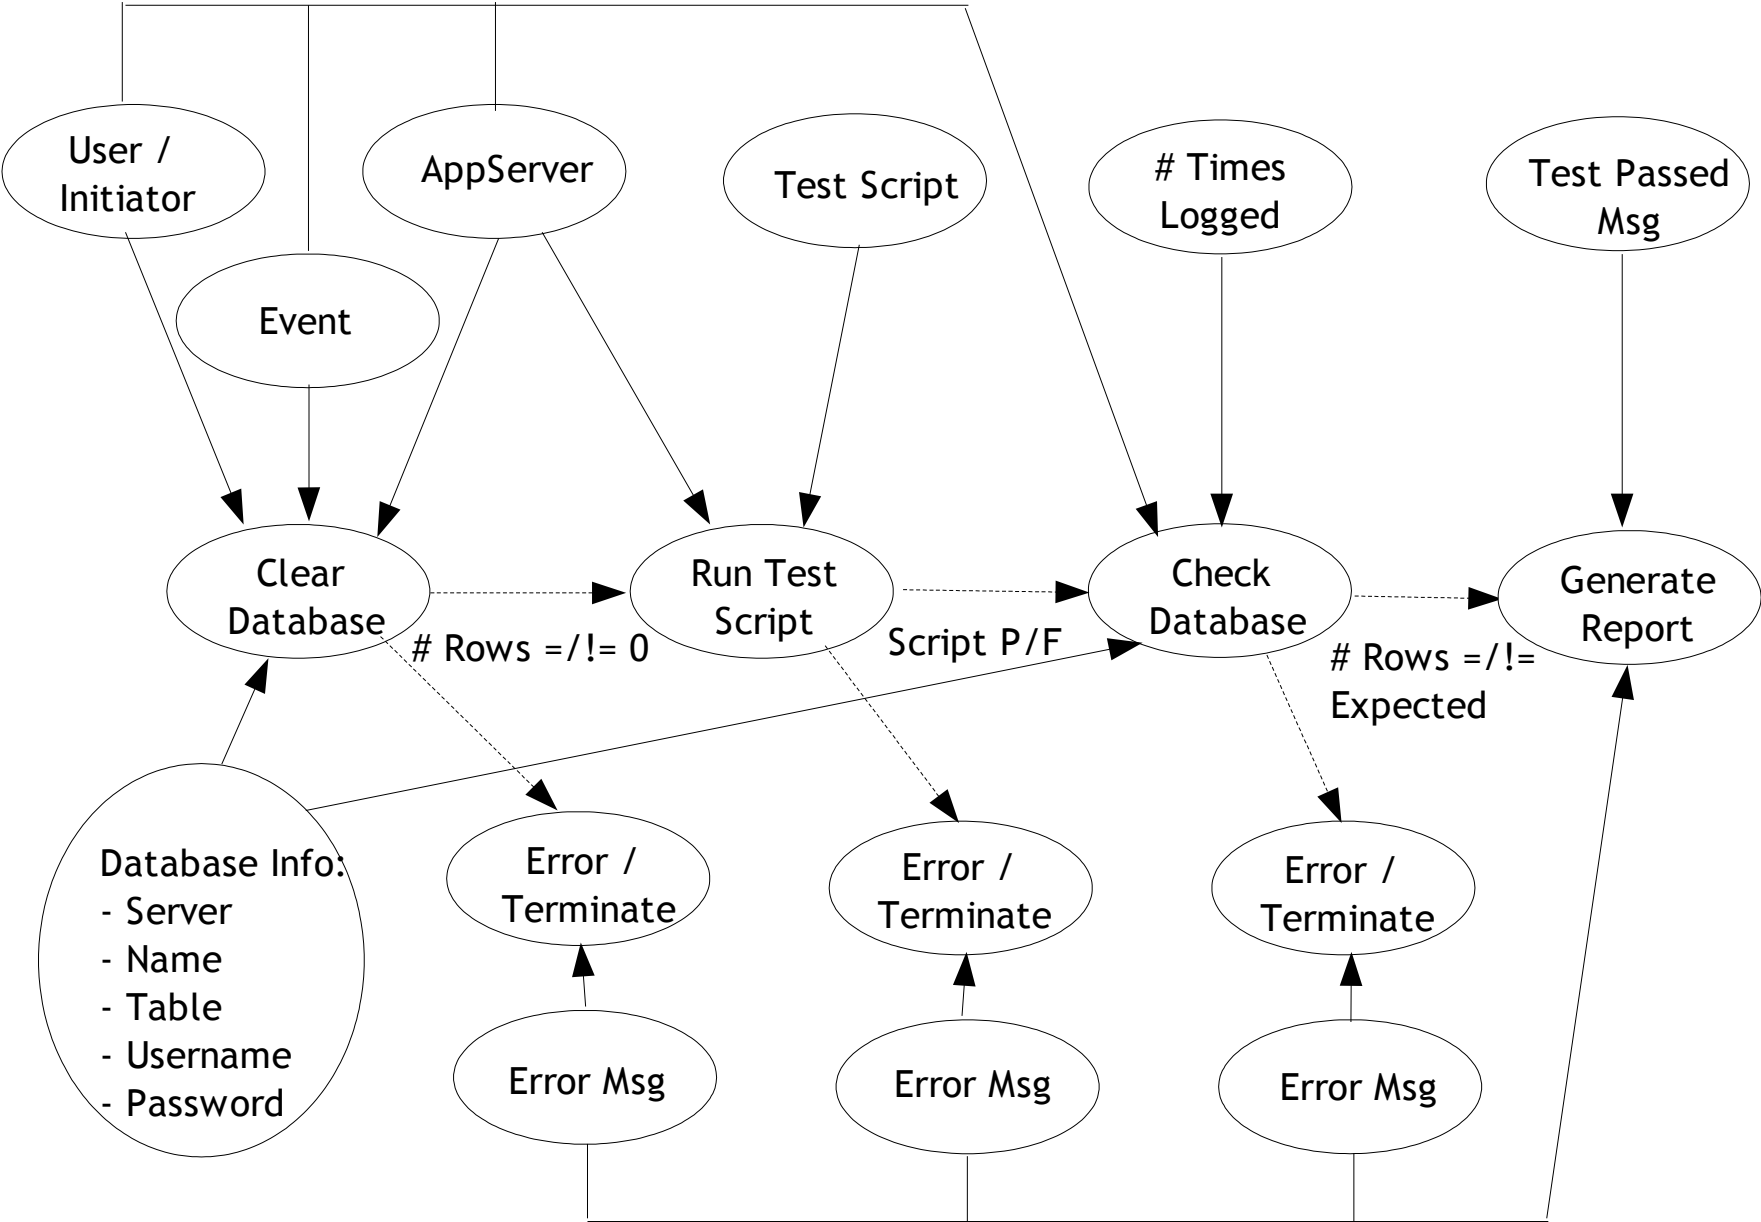 User /
Initiator
AppServer
Test Script
# Times
Logged
Test Passed
Msg
Event
Clear
Database
Run Test
Script
Check
Database
Generate
Report
# Rows =/!= 0
Script P/F
# Rows =/!=
Expected
Database Info:
- Server
- Name
- Table
- Username
- Password
Error /
Terminate
Error /
Terminate
Error /
Terminate
Error Msg
Error Msg
Error Msg